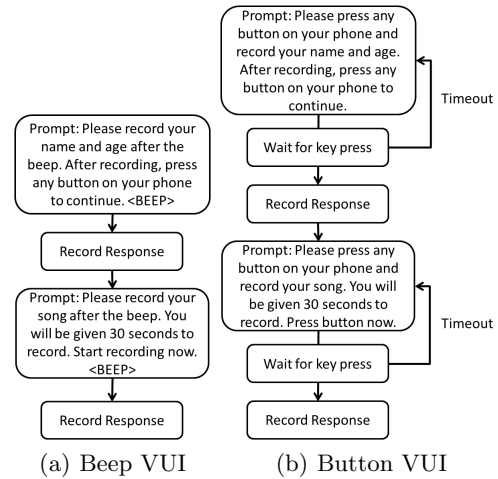 Prompt: Please record your
name and age after the
beep. After recording, press
any button on your phone
to continue. <BEEP>
Record Response
Prompt: Please record your
song after the beep. You
will be given 30 seconds to
record. Start recording now.
<BEEP>
Record Response
(a) Beep VUI
Prompt: Please press any
button on your phone and
record your name and age.
After recording, press any
button on your phone to
continue.
Timeout
Wait for key press
Record Response
Prompt: Please press any
button on your phone and
record your song. You will
be given 30 seconds to
record. Press button now.
Timeout
Wait for key press
Record Response
(b) Button VUI